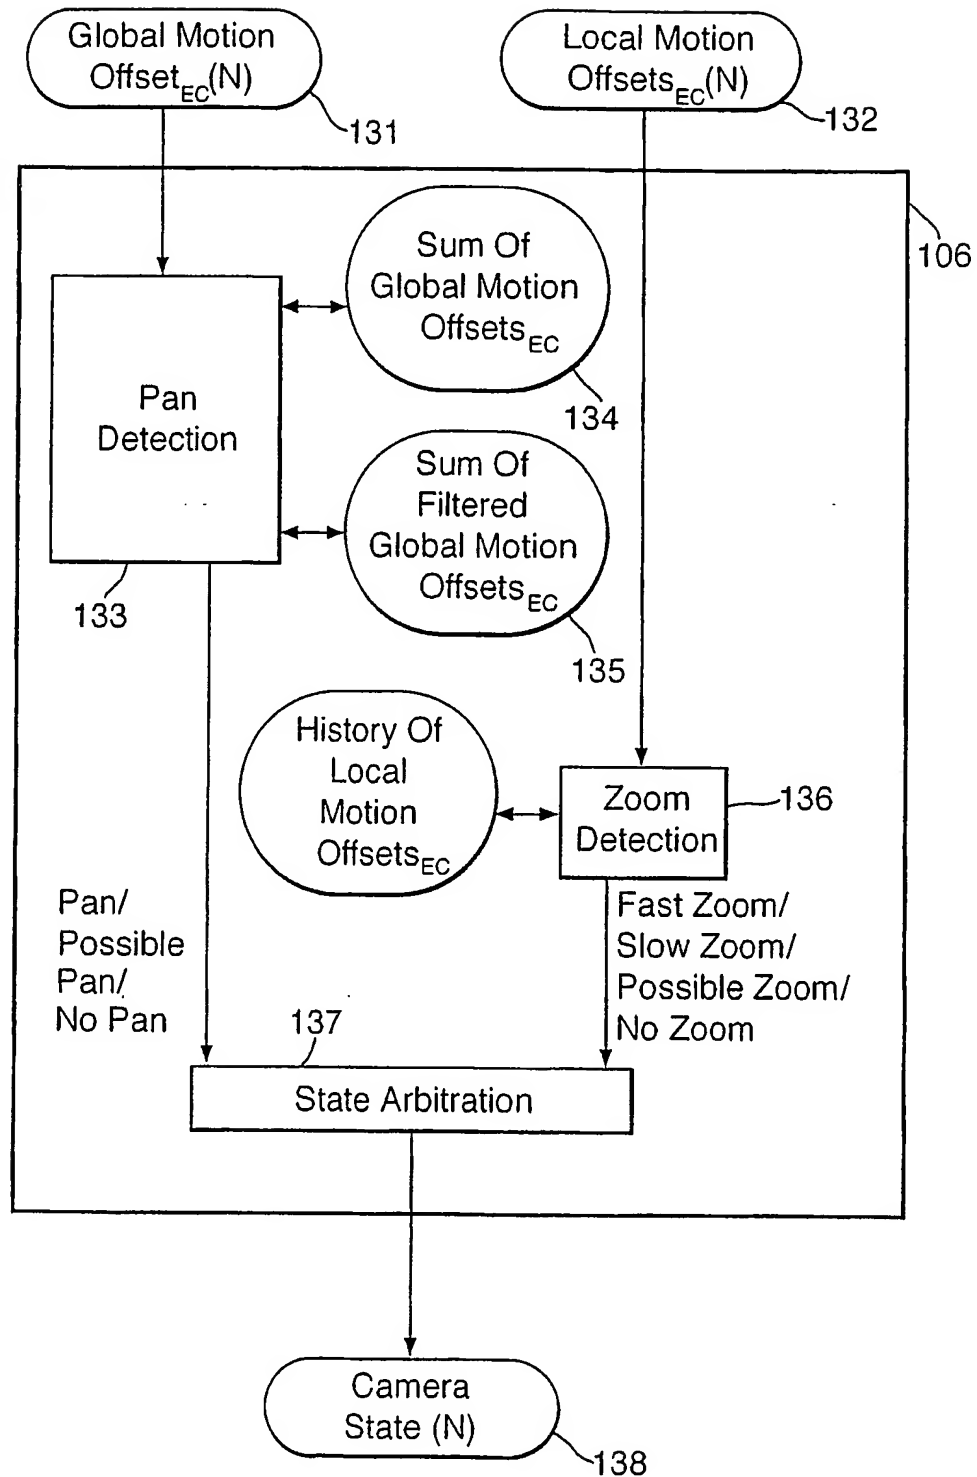 Global Motion
Offset_EC(N)
131
Local Motion
Offsets_EC(N)
132
106
Sum Of
Global Motion
Offsets_EC
134
Pan
Detection
133
Sum Of
Filtered
Global Motion
Offsets_EC
135
History Of
Local
Motion
Offsets_EC
Zoom
Detection
136
Pan/
Possible
Pan/
No Pan
Fast Zoom/
Slow Zoom/
Possible Zoom/
No Zoom
137
State Arbitration
Camera
State (N)
138